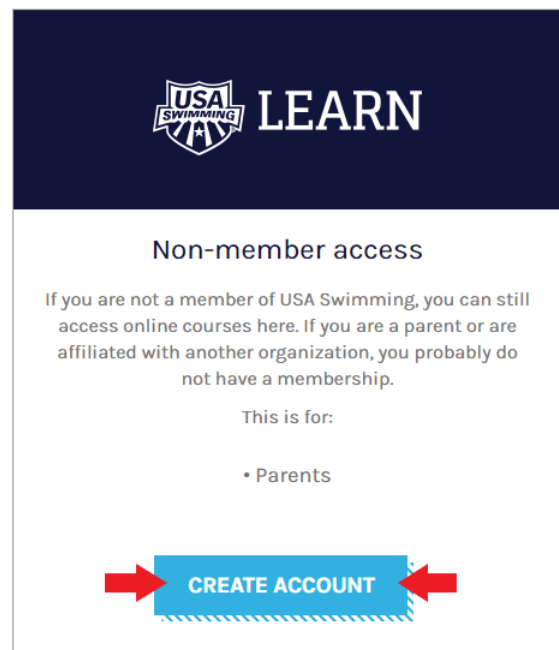 USA
SWIMMING
LEARN
Non-member access
If you are not a member of USA Swimming, you can still
access online courses here. If you are a parent or are
affiliated with another organization, you probably do
not have a membership.
This is for:
• Parents
CREATE ACCOUNT